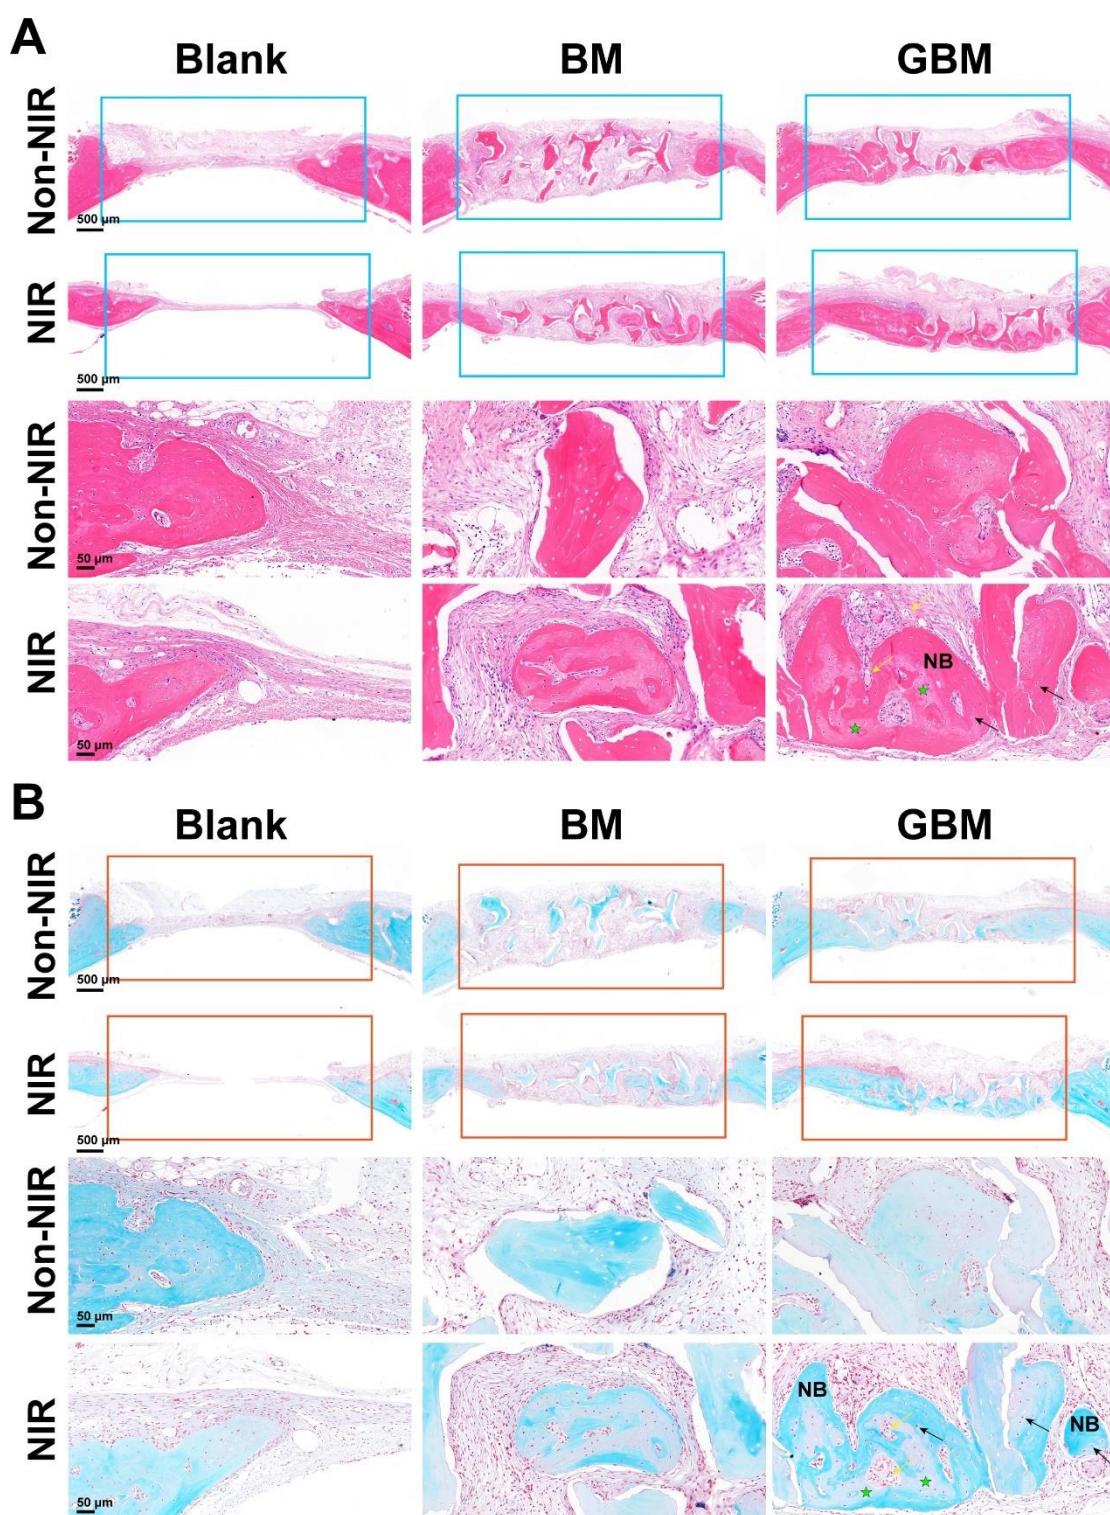 A
Blank BM GBM
Non-NIR
500 µm
NIR
500 µm
Non-NIR
50 µm
NIR
NB
50 µm
B
Blank BM GBM
Non-NIR
500 µm
NIR
500 µm
Non-NIR
50 µm
NIR
NB NB
50 µm